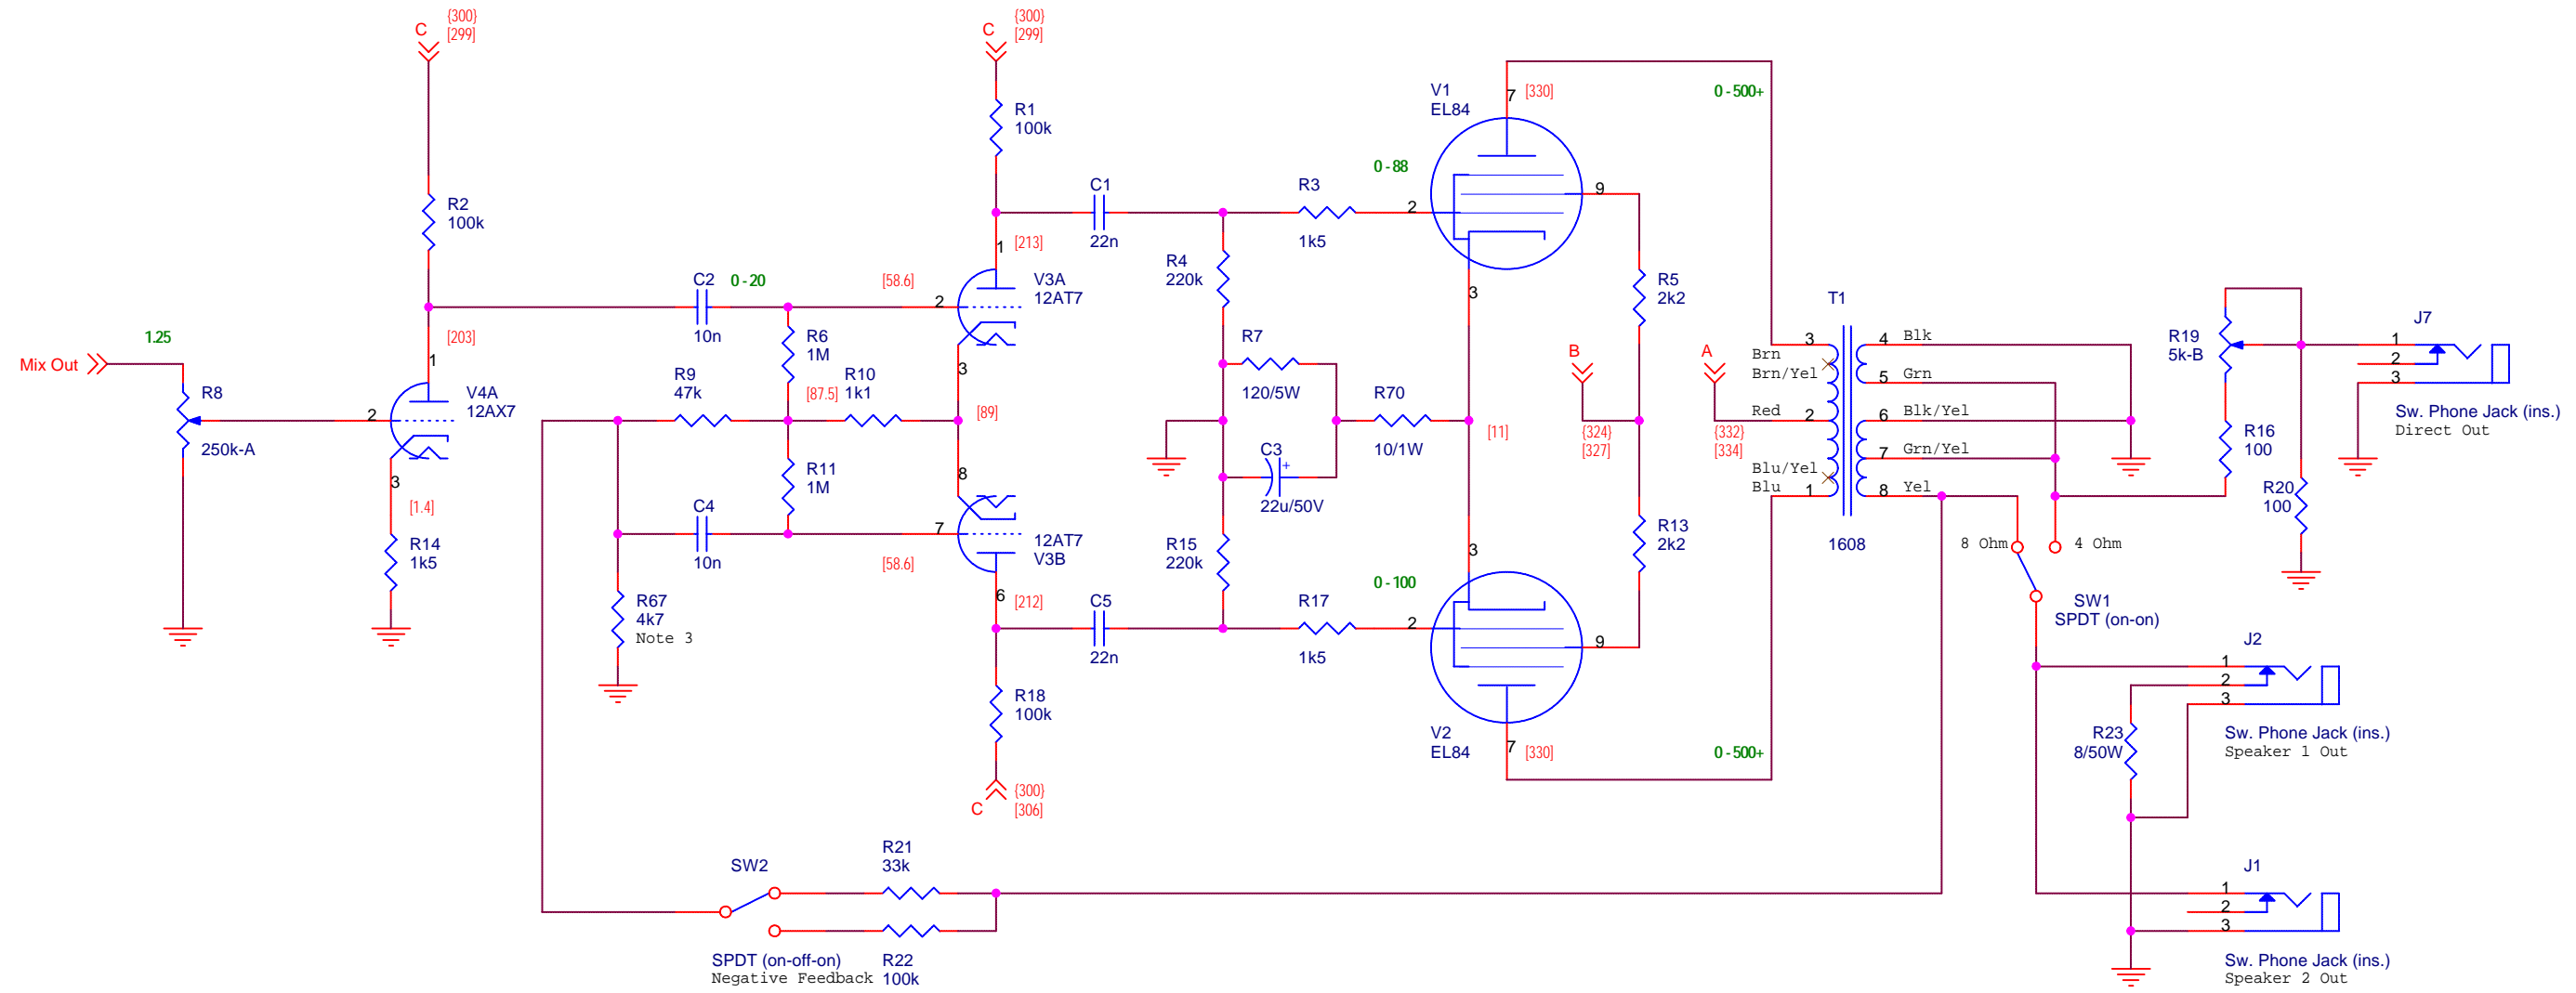 C
{300}
[299]
R2
100k
Mix Out
1.25
R8
250k-A
[203]
1
2
V4A
12AX7
3
[1.4]
R14
1k5
C2
10n
0-20
R6
1M
R9
47k
[87.5]
R10
1k1
R11
1M
C4
10n
R67
4k7
Note 3
C
{300}
[299]
R1
100k
[213]
1
[58.6]
2
V3A
12AT7
3
[89]
8
7
[58.6]
12AT7
V3B
6
[212]
R18
100k
C
{300}
[306]
C1
22n
R3
1k5
R4
220k
R7
120/5W
C3
+
22u/50V
R70
10/1W
R15
220k
C5
22n
R17
1k5
0-88
V1
EL84
7
[330]
2
9
3
[11]
0-500+
R5
2k2
B
{324}
[327]
A
{332}
[334]
R13
2k2
3
0-100
2
9
V2
EL84
7
[330]
0-500+
T1
3
Brn
Brn/Yel
Red
2
Blu/Yel
Blu
1
4
Blk
5
Grn
6
Blk/Yel
7
Grn/Yel
8
Yel
1608
8 Ohm
4 Ohm
SW1
SPDT (on-on)
R19
5k-B
R16
100
R20
100
J7
1
2
3
Sw. Phone Jack (ins.)
Direct Out
J2
1
2
3
Sw. Phone Jack (ins.)
Speaker 1 Out
R23
8/50W
J1
1
2
3
Sw. Phone Jack (ins.)
Speaker 2 Out
SW2
R21
33k
SPDT (on-off-on)
Negative Feedback
R22
100k